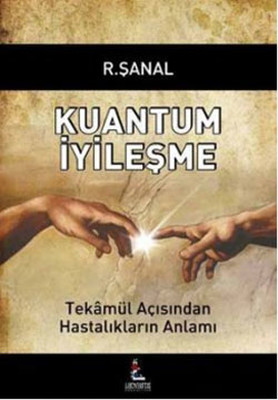 R.ŞANAL
KUANTUM
İYİLEŞME
Tekâmül Açısından
Hastalıkların Anlamı